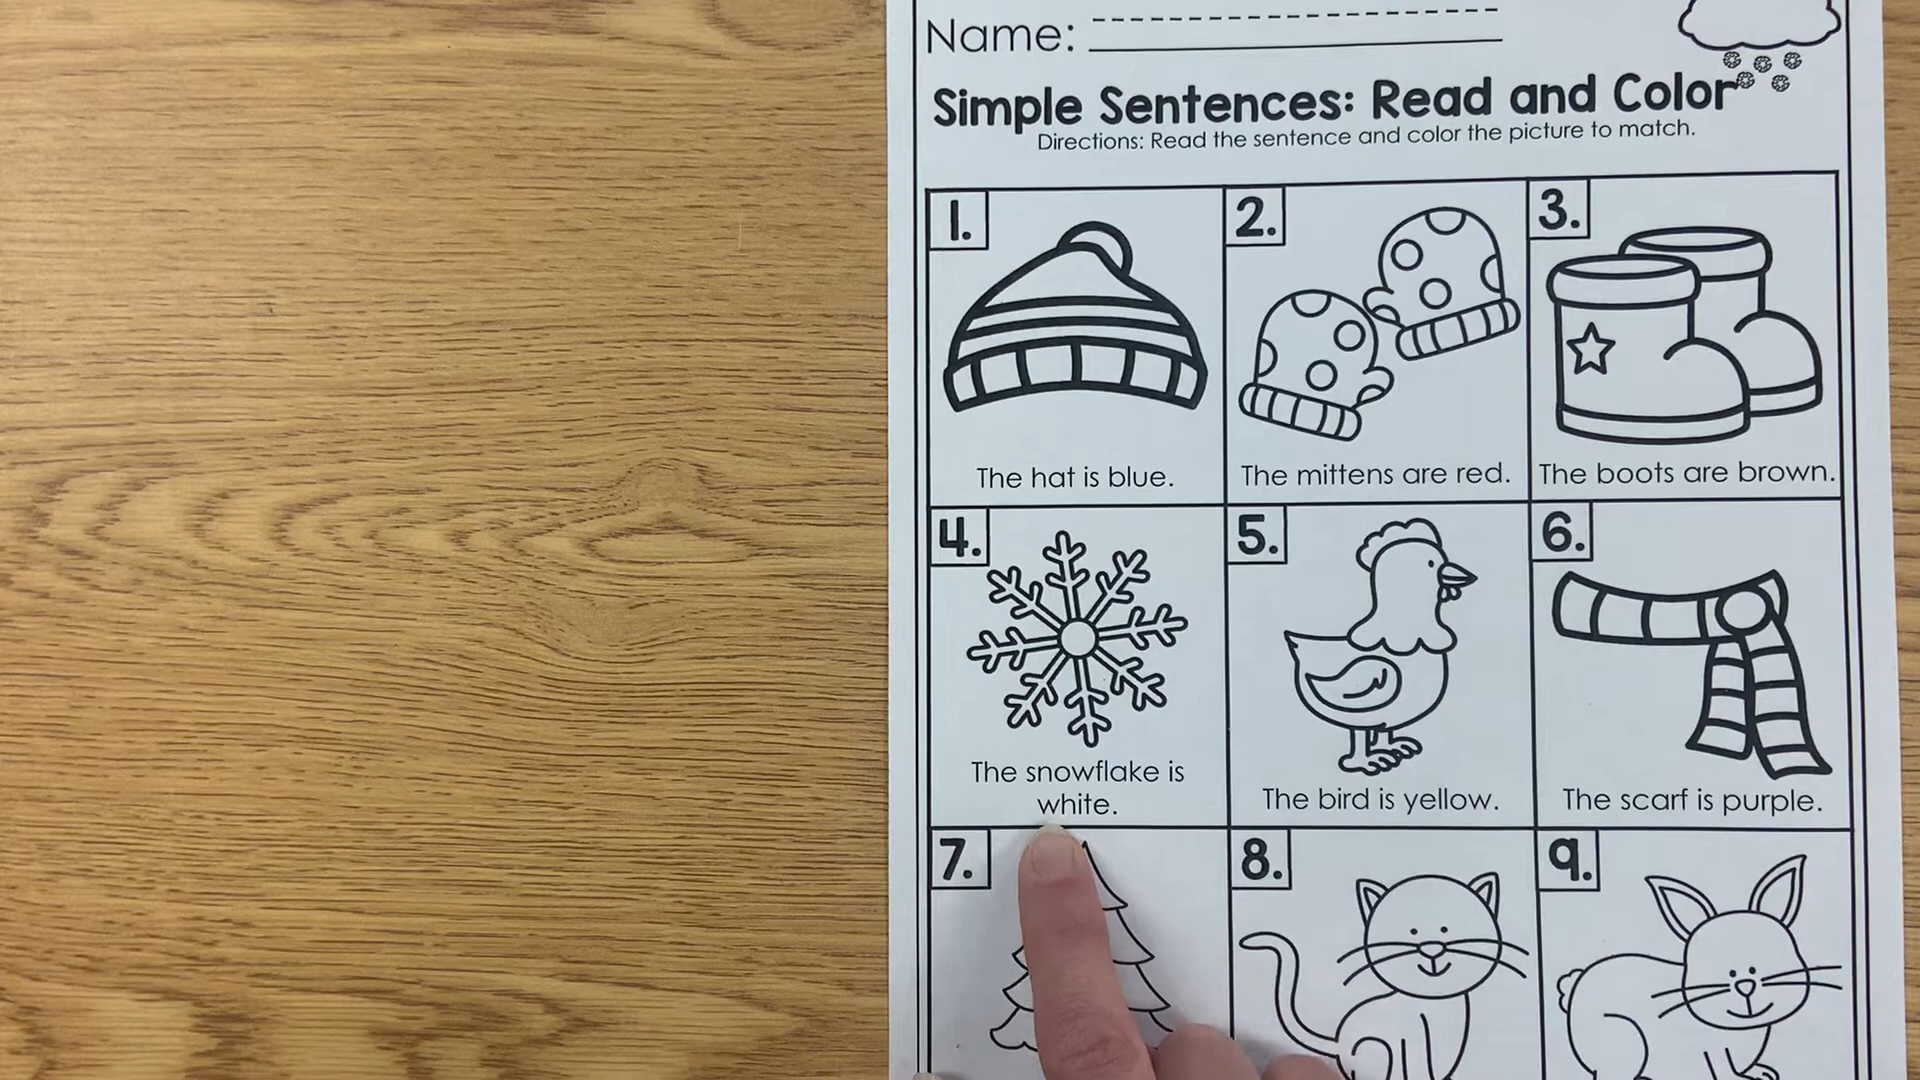 Name:
Simple Sentences: Read and Color
Directions: Read the sentence and color the picture to match.
1.
The hat is blue.
2.
The mittens are red.
3.
The boots are brown.
4.
The snowflake is
white.
5.
The bird is yellow.
6.
The scarf is purple.
7.
8.
9.